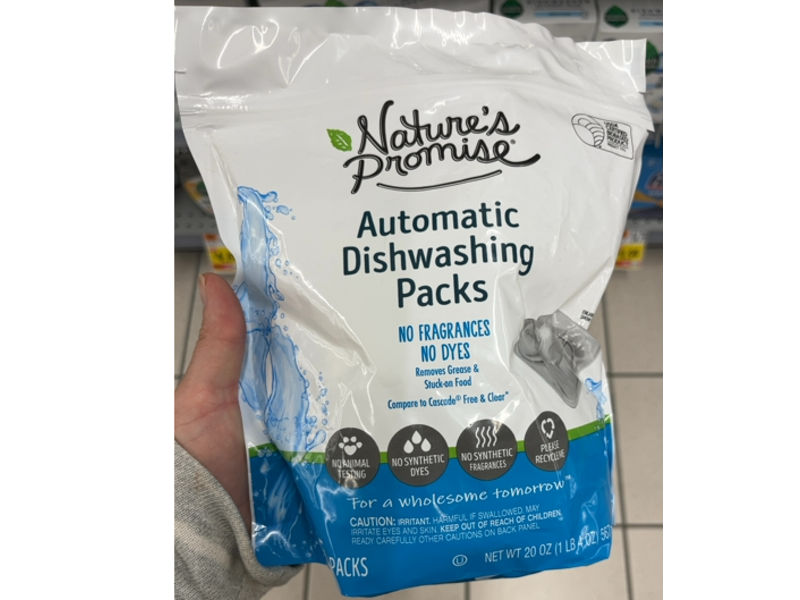 Nature's
Promise®
Automatic
Dishwashing
Packs
NO FRAGRANCES
NO DYES
Removes Grease &
Stuck-on Food
Compare to Cascade® Free & Clear*
NO ANIMAL
TESTING
NO SYNTHETIC
DYES
NO SYNTHETIC
FRAGRANCES
PLEASE
RECYCLE
For a wholesome tomorrow™
CAUTION: IRRITANT. HARMFUL IF SWALLOWED. MAY
IRRITATE EYES AND SKIN. KEEP OUT OF REACH OF CHILDREN.
READ CAREFULLY OTHER CAUTIONS ON BACK PANEL
PACKS
U
NET WT 20 OZ (1 LB 4 OZ)